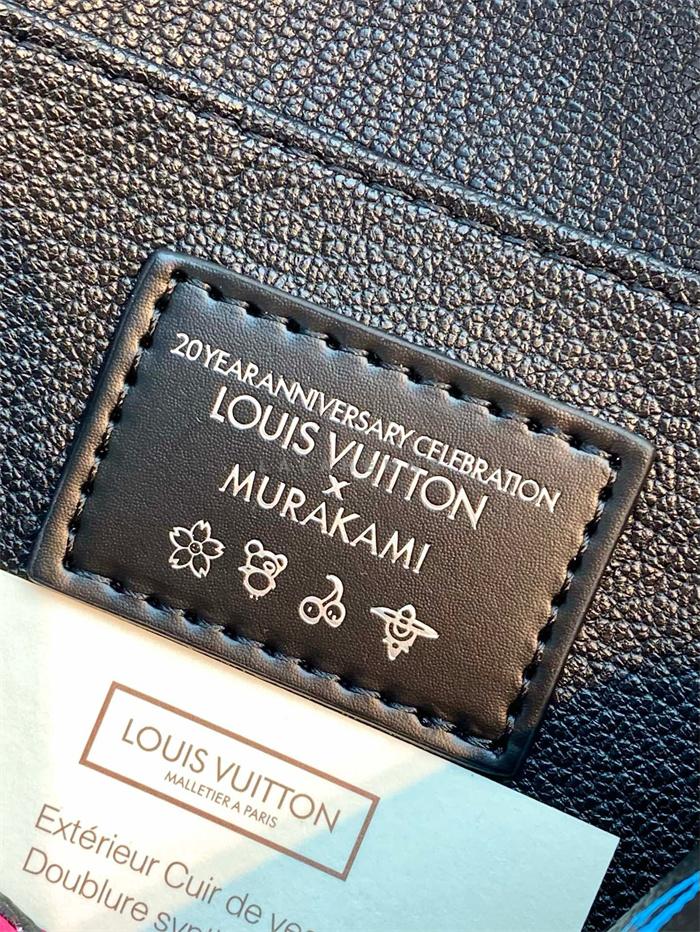 20 YEAR ANNIVERSARY CELEBRATION
LOUIS VUITTON
X
MURAKAMI
LOUIS VUITTON
MALLETIER A PARIS
Extérieur Cuir de
Doublure